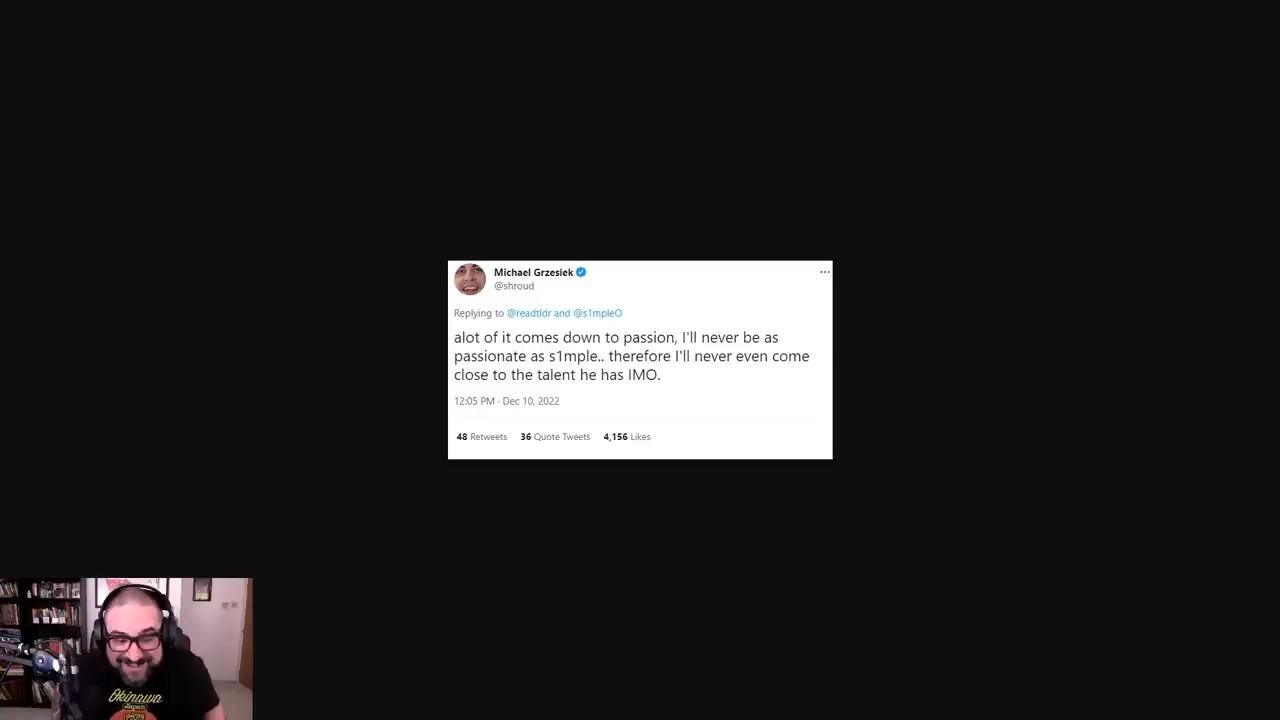 Michael Grzesiek
@shroud
Replying to @readtldr and @s1mpleO
alot of it comes down to passion, I'll never be as
passionate as s1mple.. therefore I'll never even come
close to the talent he has IMO.
12:05 PM · Dec 10, 2022
48 Retweets 36 Quote Tweets 4,156 Likes
Okinawa
Japan